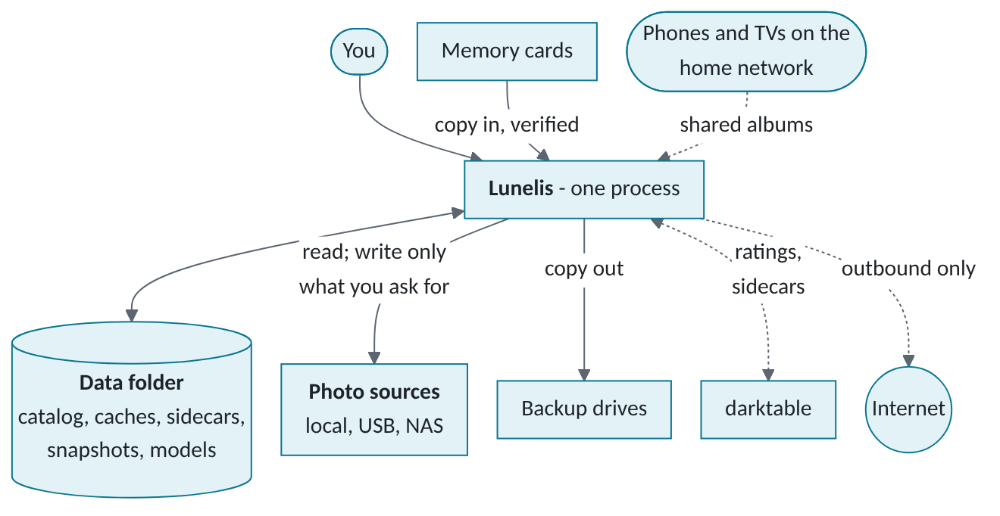 You
Memory cards
Phones and TVs on the
home network
copy in, verified
shared albums
Lunelis - one process
read; write only
what you ask for
copy out
ratings,
sidecars
outbound only
Data folder
catalog, caches, sidecars,
snapshots, models
Photo sources
local, USB, NAS
Backup drives
darktable
Internet